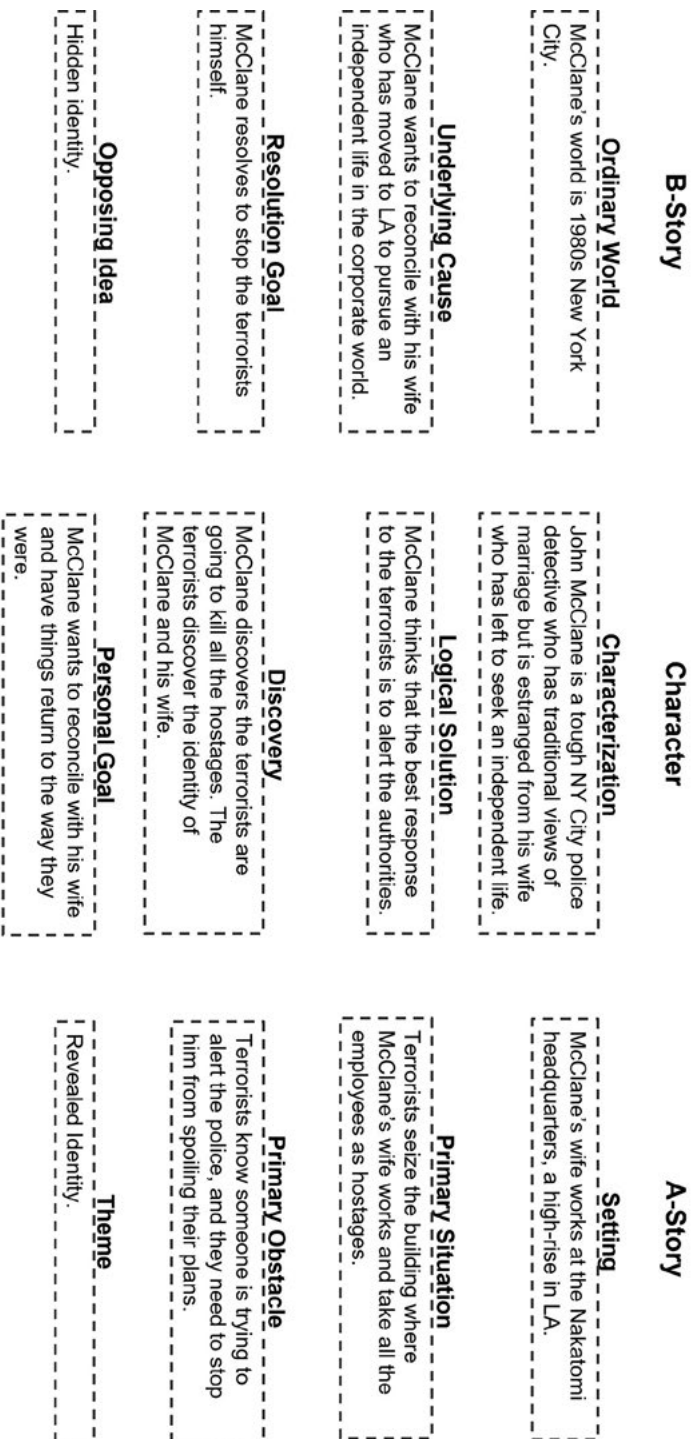 B-Story
Character
A-Story
Ordinary World
McClane's world is 1980s New York
City.
Characterization
John McClane is a tough NY City police
detective who has traditional views of
marriage but is estranged from his wife
who has left to seek an independent life.
Setting
McClane's wife works at the Nakatomi
headquarters, a high-rise in LA.
Underlying Cause
McClane wants to reconcile with his wife
who has moved to LA to pursue an
independent life in the corporate world.
Logical Solution
McClane thinks that the best response
to the terrorists is to alert the authorities.
Primary Situation
Terrorists seize the building where
McClane's wife works and take all the
employees as hostages.
Resolution Goal
McClane resolves to stop the terrorists
himself.
Discovery
McClane discovers the terrorists are
going to kill all the hostages. The
terrorists discover the identity of
McClane and his wife.
Primary Obstacle
Terrorists know someone is trying to
alert the police, and they need to stop
him from spoiling their plans.
Opposing Idea
Hidden identity.
Personal Goal
McClane wants to reconcile with his wife
and have things return to the way they
were.
Theme
Revealed Identity.